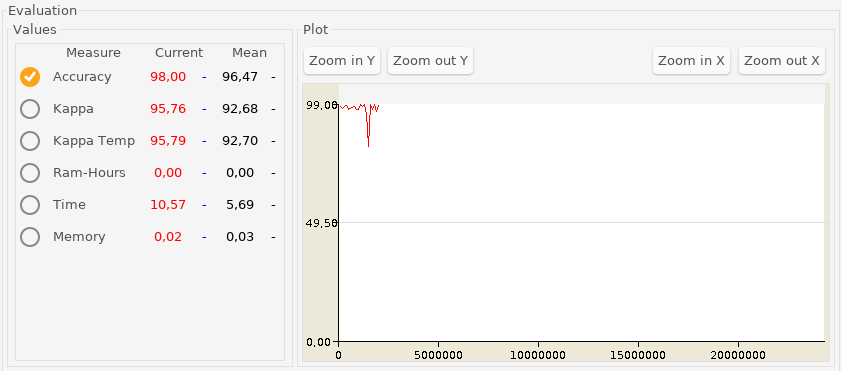 Evaluation
Values
Measure Current Mean
Accuracy 98,00 - 96,47 -
Kappa 95,76 - 92,68 -
Kappa Temp 95,79 - 92,70 -
Ram-Hours 0,00 - 0,00 -
Time 10,57 - 5,69 -
Memory 0,02 - 0,03 -
Plot
Zoom in Y Zoom out Y Zoom in X Zoom out X
99,00
49,50
0,00
0 5000000 10000000 15000000 20000000